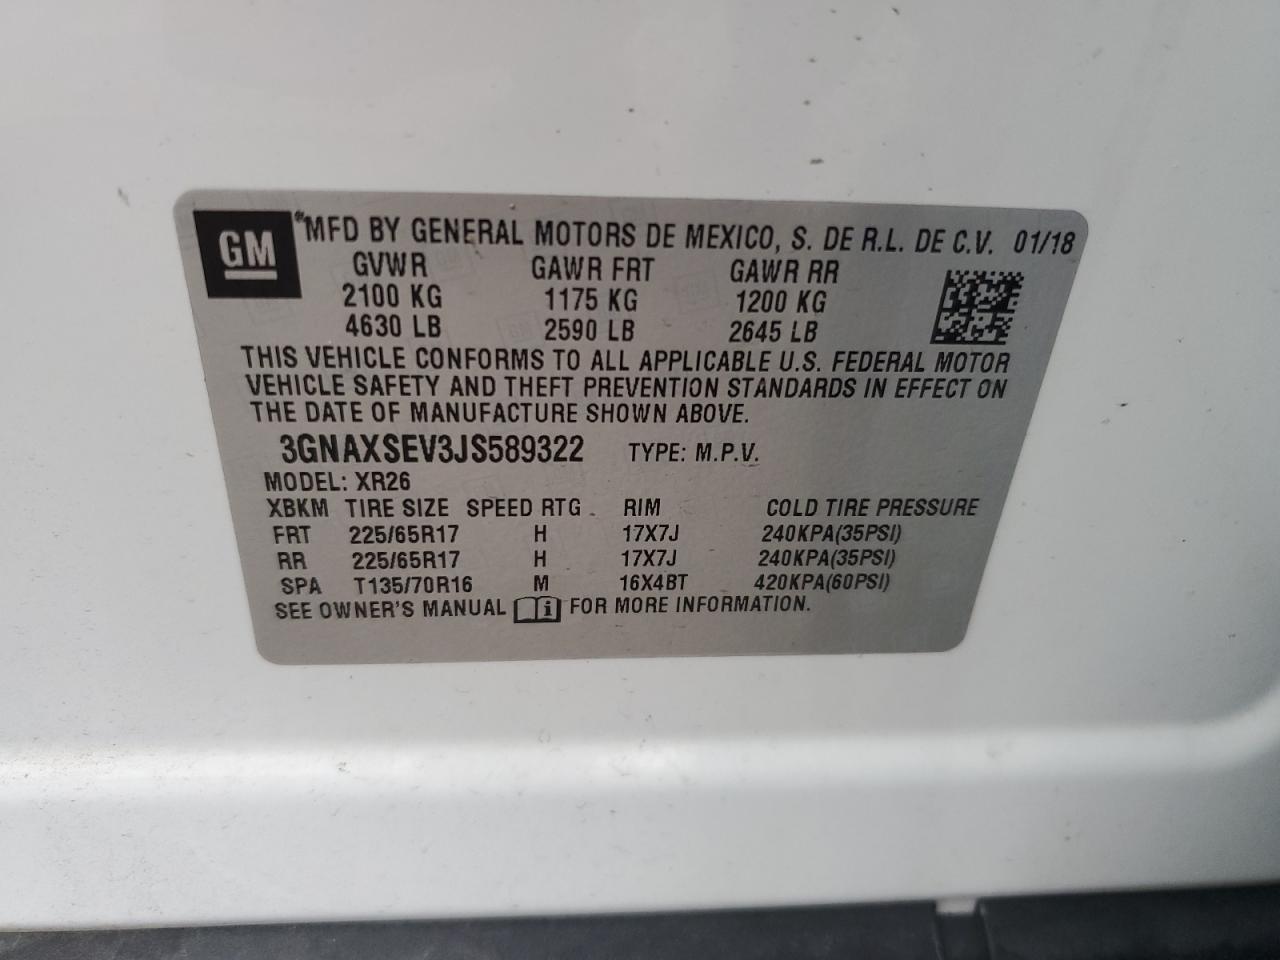 GM
*MFD BY GENERAL MOTORS DE MEXICO, S. DE R.L. DE C.V. 01/18
GVWR GAWR FRT GAWR RR
2100 KG 1175 KG 1200 KG
4630 LB 2590 LB 2645 LB
THIS VEHICLE CONFORMS TO ALL APPLICABLE U.S. FEDERAL MOTOR
VEHICLE SAFETY AND THEFT PREVENTION STANDARDS IN EFFECT ON
THE DATE OF MANUFACTURE SHOWN ABOVE.
3GNAXSEV3JS589322 TYPE: M.P.V.
MODEL: XR26
XBKM TIRE SIZE SPEED RTG RIM COLD TIRE PRESSURE
FRT 225/65R17 H 17X7J 240KPA(35PSI)
RR 225/65R17 H 17X7J 240KPA(35PSI)
SPA T135/70R16 M 16X4BT 420KPA(60PSI)
SEE OWNER'S MANUAL i FOR MORE INFORMATION.